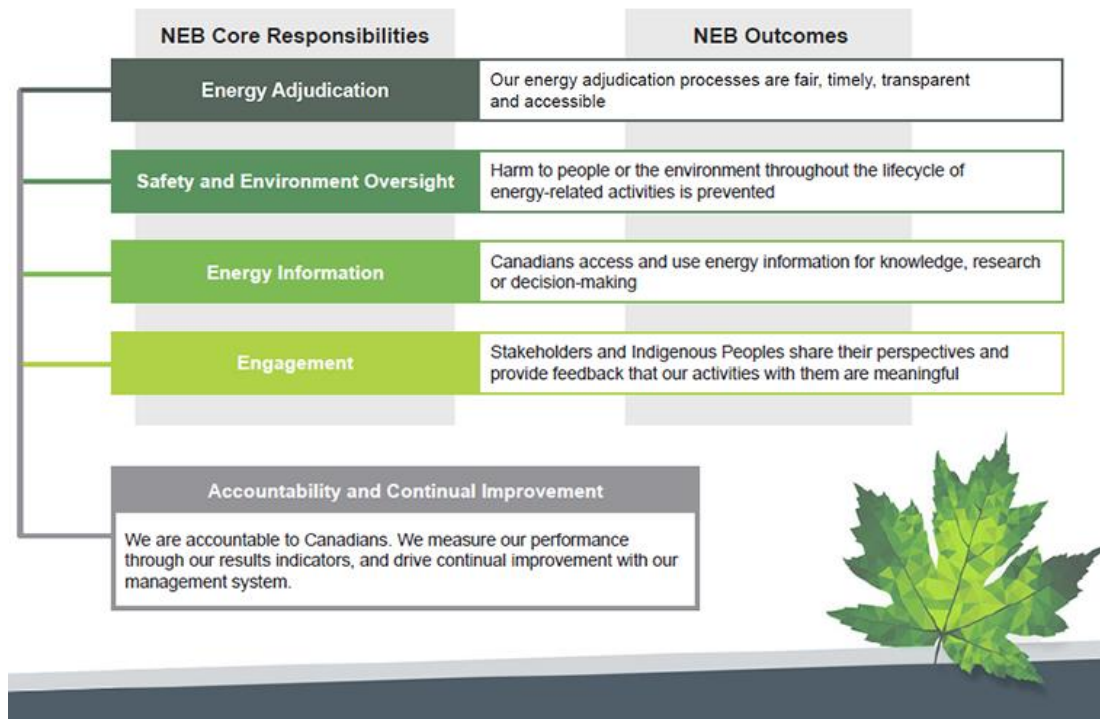 NEB Core Responsibilities
NEB Outcomes
Energy Adjudication
Our energy adjudication processes are fair, timely, transparent
and accessible
Safety and Environment Oversight
Harm to people or the environment throughout the lifecycle of
energy-related activities is prevented
Energy Information
Canadians access and use energy information for knowledge, research
or decision-making
Engagement
Stakeholders and Indigenous Peoples share their perspectives and
provide feedback that our activities with them are meaningful
Accountability and Continual Improvement
We are accountable to Canadians. We measure our performance
through our results indicators, and drive continual improvement with our
management system.